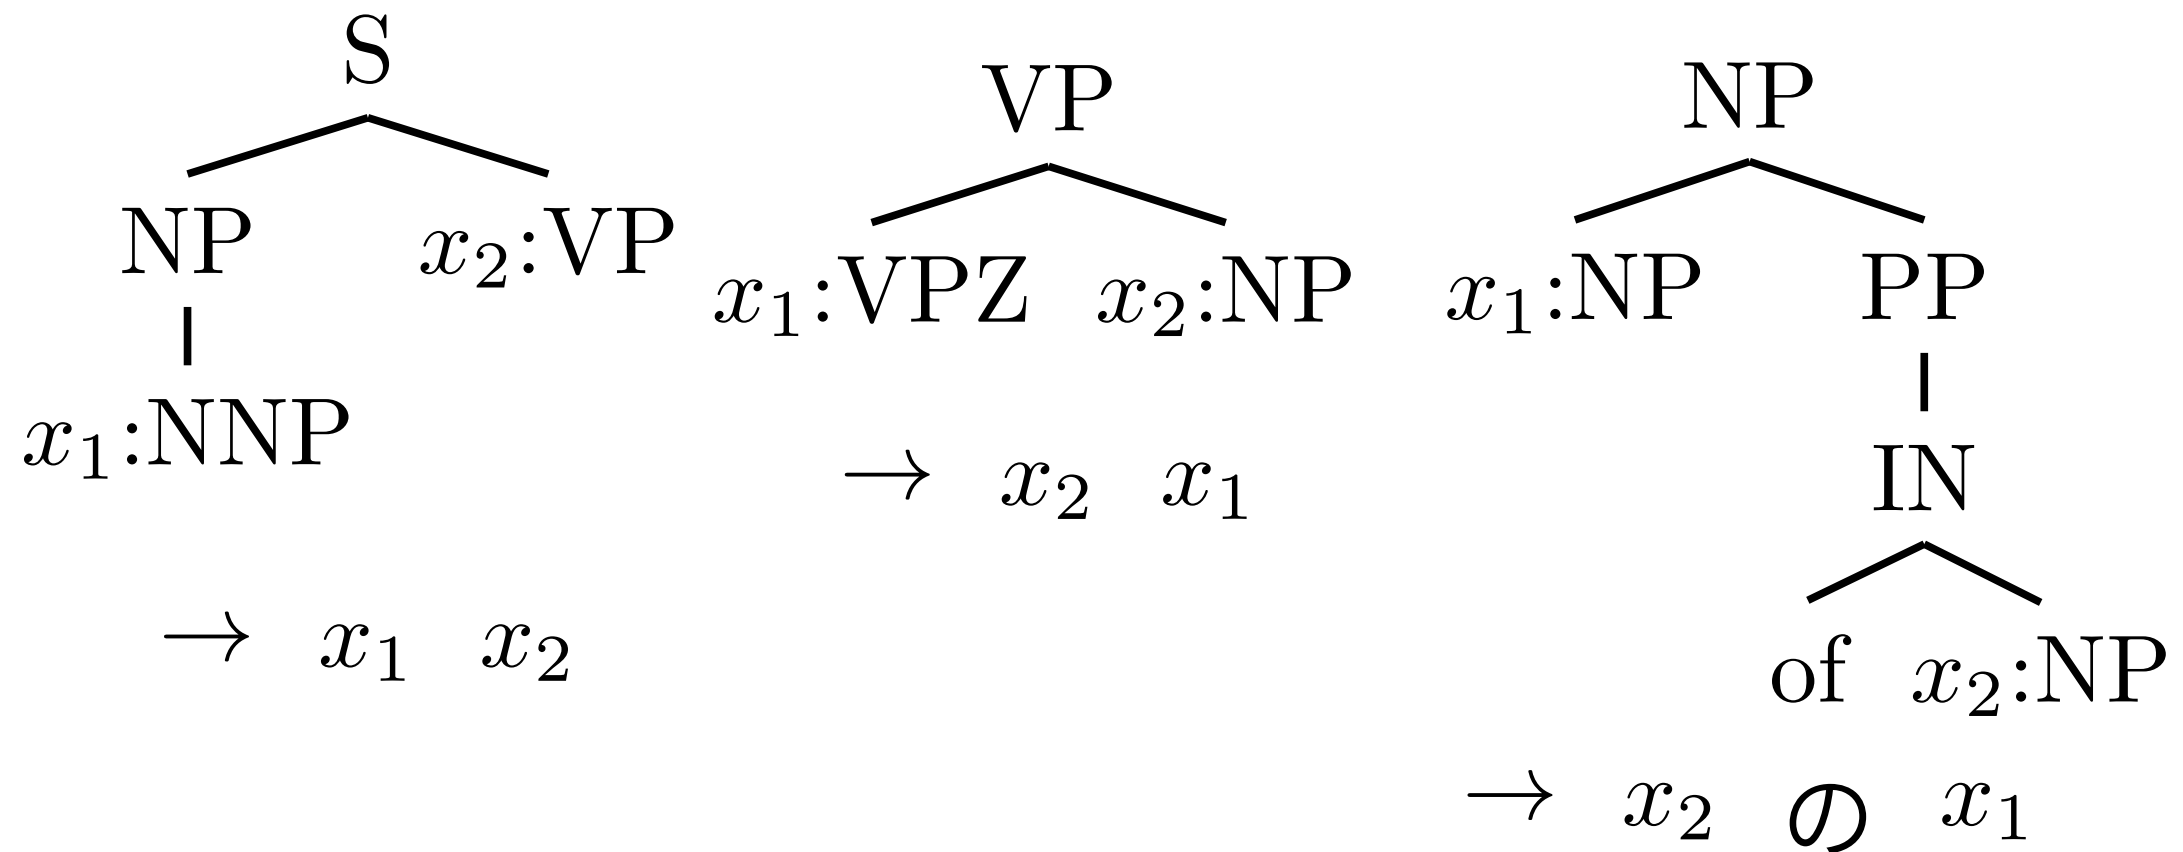 S
NP x₂:VP
x₁:NNP
→ x₁ x₂
VP
x₁:VPZ x₂:NP
→ x₂ x₁
NP
x₁:NP PP
IN
of x₂:NP
→ x₂ の x₁